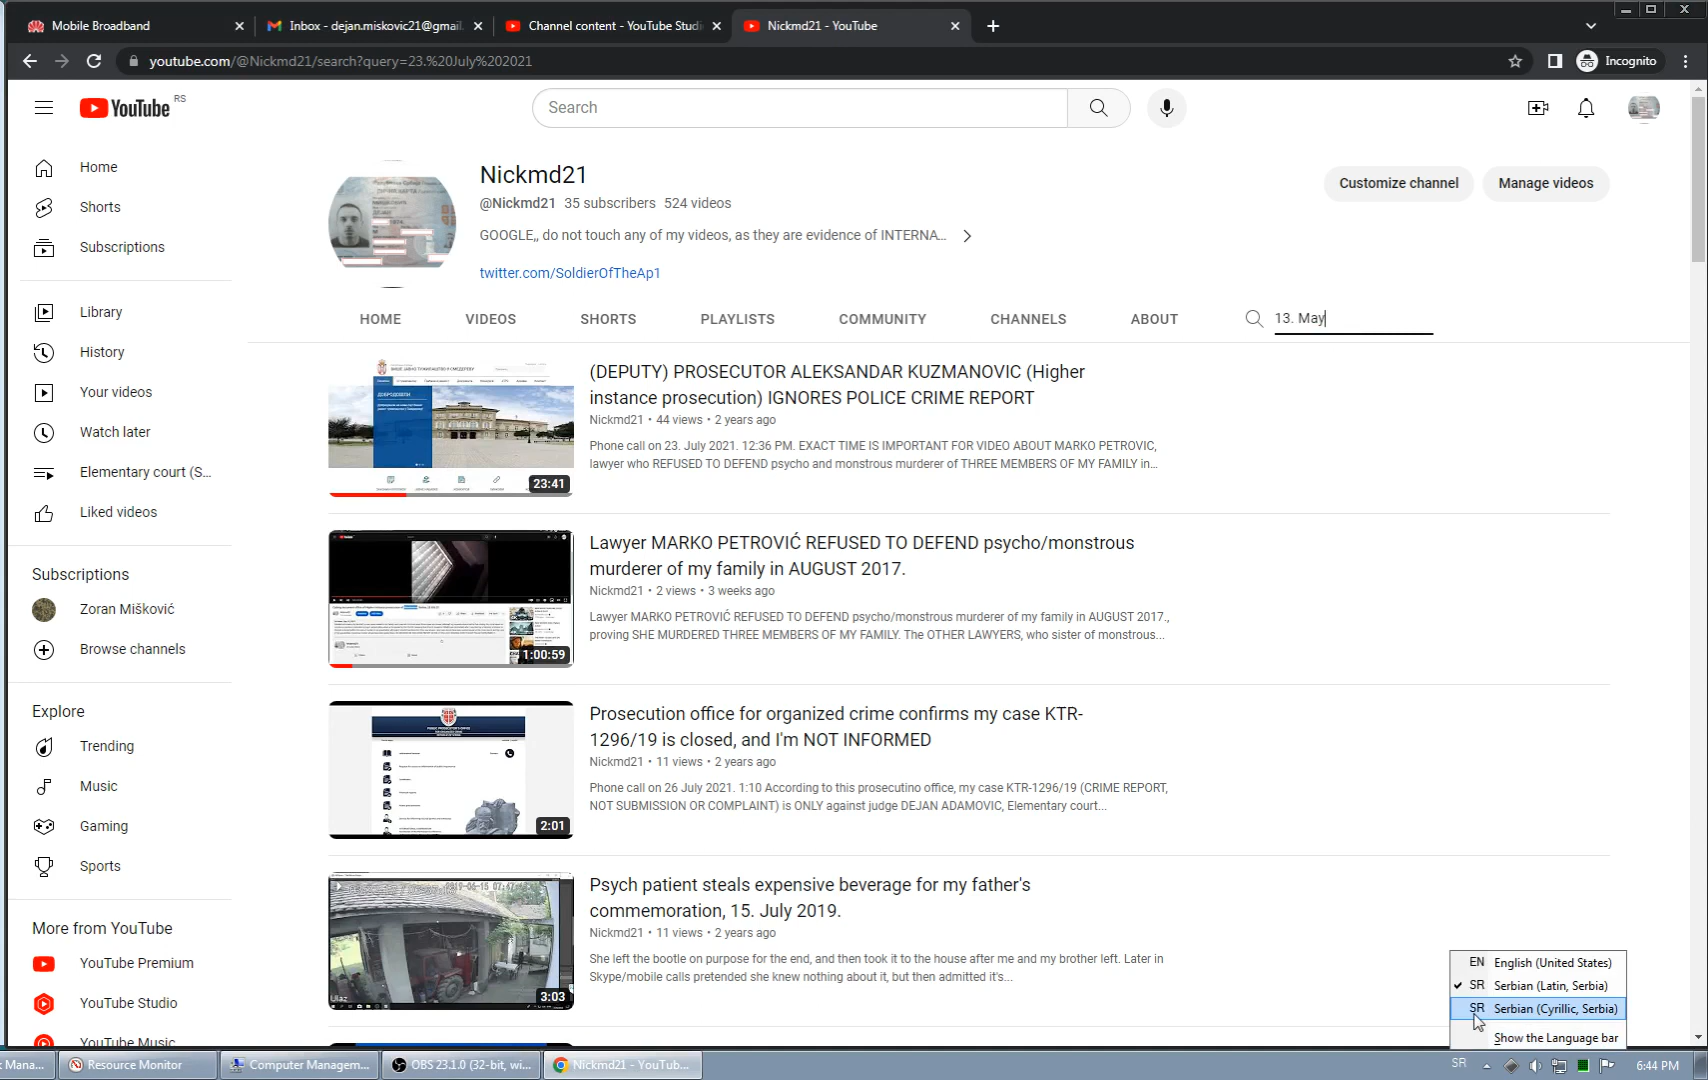 Mobile Broadband
Inbox - dejan.miskovic21@gmail.
Channel content - YouTube Studi
Nickmd21 - YouTube
youtube.com/@Nickmd21/search?query=23.%20July%202021
Incognito
YouTube RS
Search
Home
Shorts
Subscriptions
Library
History
Your videos
Watch later
Elementary court (S...
Liked videos
Subscriptions
Zoran Mišković
Browse channels
Explore
Trending
Music
Gaming
Sports
More from YouTube
YouTube Premium
YouTube Studio
YouTube Music
Nickmd21
@Nickmd21 35 subscribers 524 videos
GOOGLE,, do not touch any of my videos, as they are evidence of INTERNA...
twitter.com/SoldierOfTheAp1
Customize channel
Manage videos
HOME VIDEOS SHORTS PLAYLISTS COMMUNITY CHANNELS ABOUT 13. May
23:41
(DEPUTY) PROSECUTOR ALEKSANDAR KUZMANOVIC (Higher
instance prosecution) IGNORES POLICE CRIME REPORT
Nickmd21 • 44 views • 2 years ago
Phone call on 23. July 2021. 12:36 PM. EXACT TIME IS IMPORTANT FOR VIDEO ABOUT MARKO PETROVIC,
lawyer who REFUSED TO DEFEND psycho and monstrous murderer of THREE MEMBERS OF MY FAMILY in...
1:00:59
Lawyer MARKO PETROVIĆ REFUSED TO DEFEND psycho/monstrous
murderer of my family in AUGUST 2017.
Nickmd21 • 2 views • 3 weeks ago
Lawyer MARKO PETROVIĆ REFUSED TO DEFEND psycho/monstrous murderer of my family in AUGUST 2017.,
proving SHE MURDERED THREE MEMBERS OF MY FAMILY. The OTHER LAWYERS, who sister of monstrous...
2:01
Prosecution office for organized crime confirms my case KTR-
1296/19 is closed, and I'm NOT INFORMED
Nickmd21 • 11 views • 2 years ago
Phone call on 26 July 2021. 1:10 According to this prosecutino office, my case KTR-1296/19 (CRIME REPORT,
NOT SUBMISSION OR COMPLAINT) is ONLY against judge DEJAN ADAMOVIC, Elementary court...
Ulaz
3:03
Psych patient steals expensive beverage for my father's
commemoration, 15. July 2019.
Nickmd21 • 11 views • 2 years ago
She left the bootle on purpose for the end, and then took it to the house after me and my brother left. Later in
Skype/mobile calls pretended she knew nothing about it, but then admitted it's...
EN English (United States)
SR Serbian (Latin, Serbia)
SR Serbian (Cyrillic, Serbia)
Show the Language bar
k Mana...
Resource Monitor
Computer Managem...
OBS 23.1.0 (32-bit, wi...
Nickmd21 - YouTub...
SR
6:44 PM